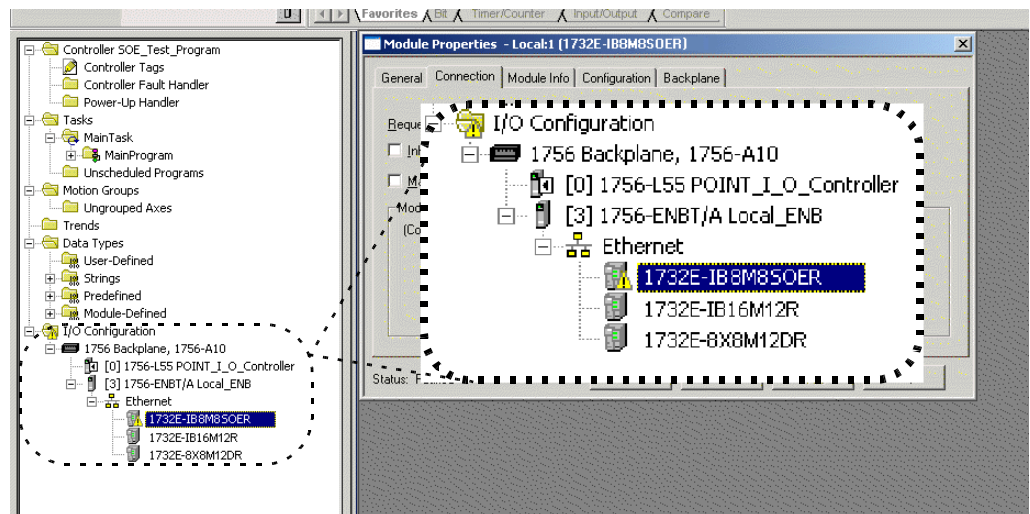 Favorites Bit Timer/Counter Input/Output Compare
Controller SOE_Test_Program
Controller Tags
Controller Fault Handler
Power-Up Handler
Tasks
MainTask
MainProgram
Unscheduled Programs
Motion Groups
Ungrouped Axes
Trends
Data Types
User-Defined
Strings
Predefined
Module-Defined
I/O Configuration
1756 Backplane, 1756-A10
[0] 1756-L55 POINT_I_O_Controller
[3] 1756-ENBT/A Local_ENB
Ethernet
1732E-IB8M8SOER
1732E-IB16M12R
1732E-8X8M12DR
Module Properties - Local:1 (1732E-IB8M8SOER)
General Connection Module Info Configuration Backplane
I/O Configuration
1756 Backplane, 1756-A10
[0] 1756-L55 POINT_I_O_Controller
[3] 1756-ENBT/A Local_ENB
Ethernet
1732E-IB8M8SOER
1732E-IB16M12R
1732E-8X8M12DR
Status: